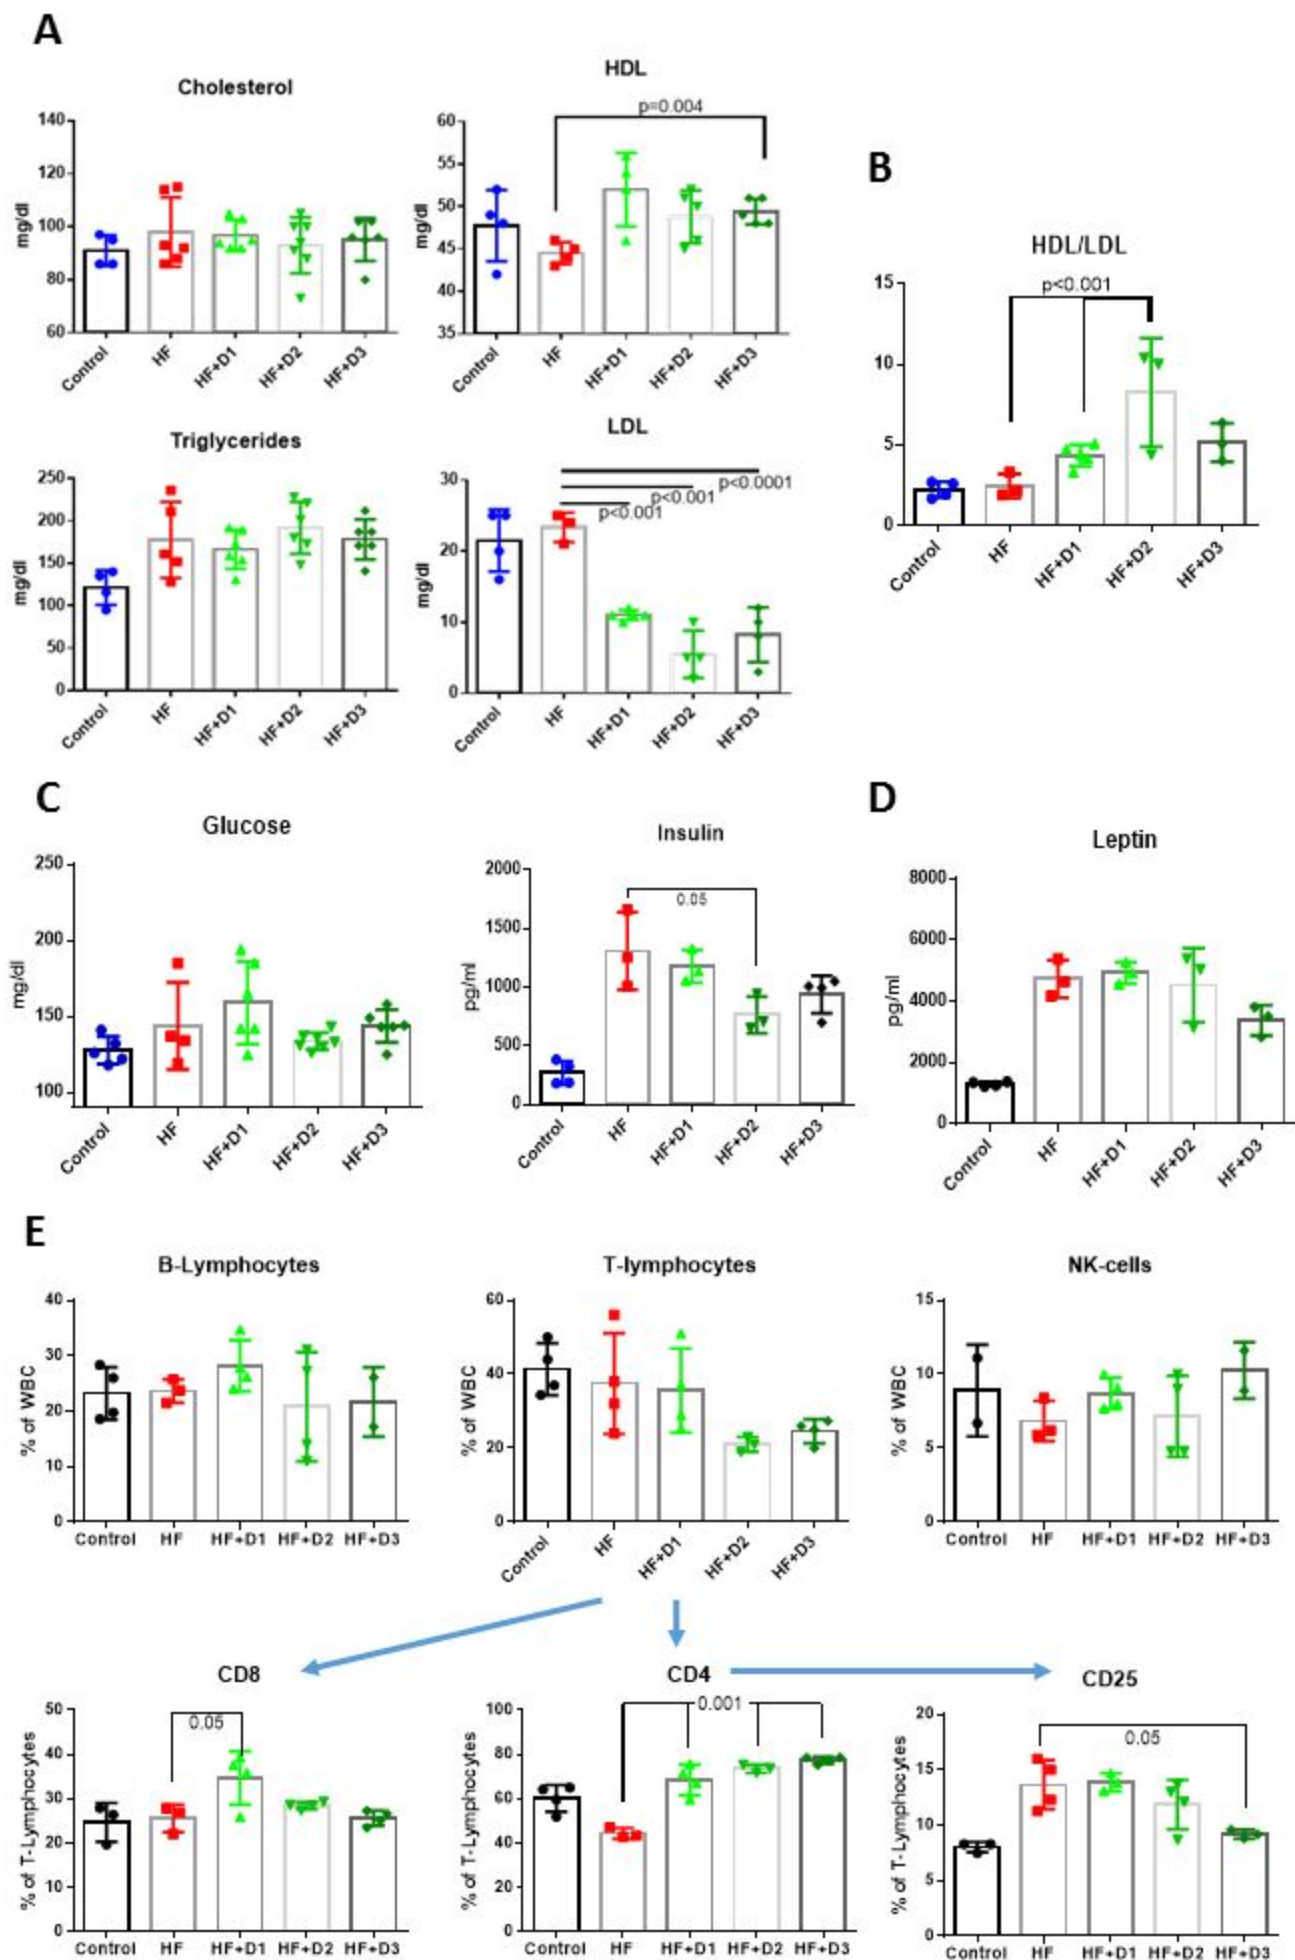 A
Cholesterol
mg/dl
140
120
100
80
60
Control
HF
HF+D1
HF+D2
HF+D3
HDL
p=0.004
mg/dl
60
55
50
45
40
35
Control
HF
HF+D1
HF+D2
HF+D3
B
HDL/LDL
p<0.001
15
10
5
0
Control
HF
HF+D1
HF+D2
HF+D3
Triglycerides
mg/dl
250
200
150
100
50
0
Control
HF
HF+D1
HF+D2
HF+D3
LDL
p<0.0001
p<0.001
p<0.001
mg/dl
30
20
10
0
Control
HF
HF+D1
HF+D2
HF+D3
C
Glucose
mg/dl
250
200
150
100
Control
HF
HF+D1
HF+D2
HF+D3
Insulin
0.05
pg/ml
2000
1500
1000
500
0
Control
HF
HF+D1
HF+D2
HF+D3
D
Leptin
pg/ml
8000
6000
4000
2000
0
Control
HF
HF+D1
HF+D2
HF+D3
E
B-Lymphocytes
% of WBC
40
30
20
10
0
Control HF HF+D1 HF+D2 HF+D3
T-lymphocytes
% of WBC
60
40
20
0
Control
HF
HF+D1
HF+D2
HF+D3
NK-cells
% of WBC
15
10
5
0
Control HF HF+D1 HF+D2 HF+D3
CD8
0.05
% of T-Lymphocytes
50
40
30
20
10
0
Control HF HF+D1 HF+D2 HF+D3
CD4
0.001
% of T-Lymphocytes
100
80
60
40
20
0
Control HF HF+D1 HF+D2 HF+D3
CD25
0.05
% of T-Lymphocytes
20
15
10
5
0
Control HF HF+D1 HF+D2 HF+D3